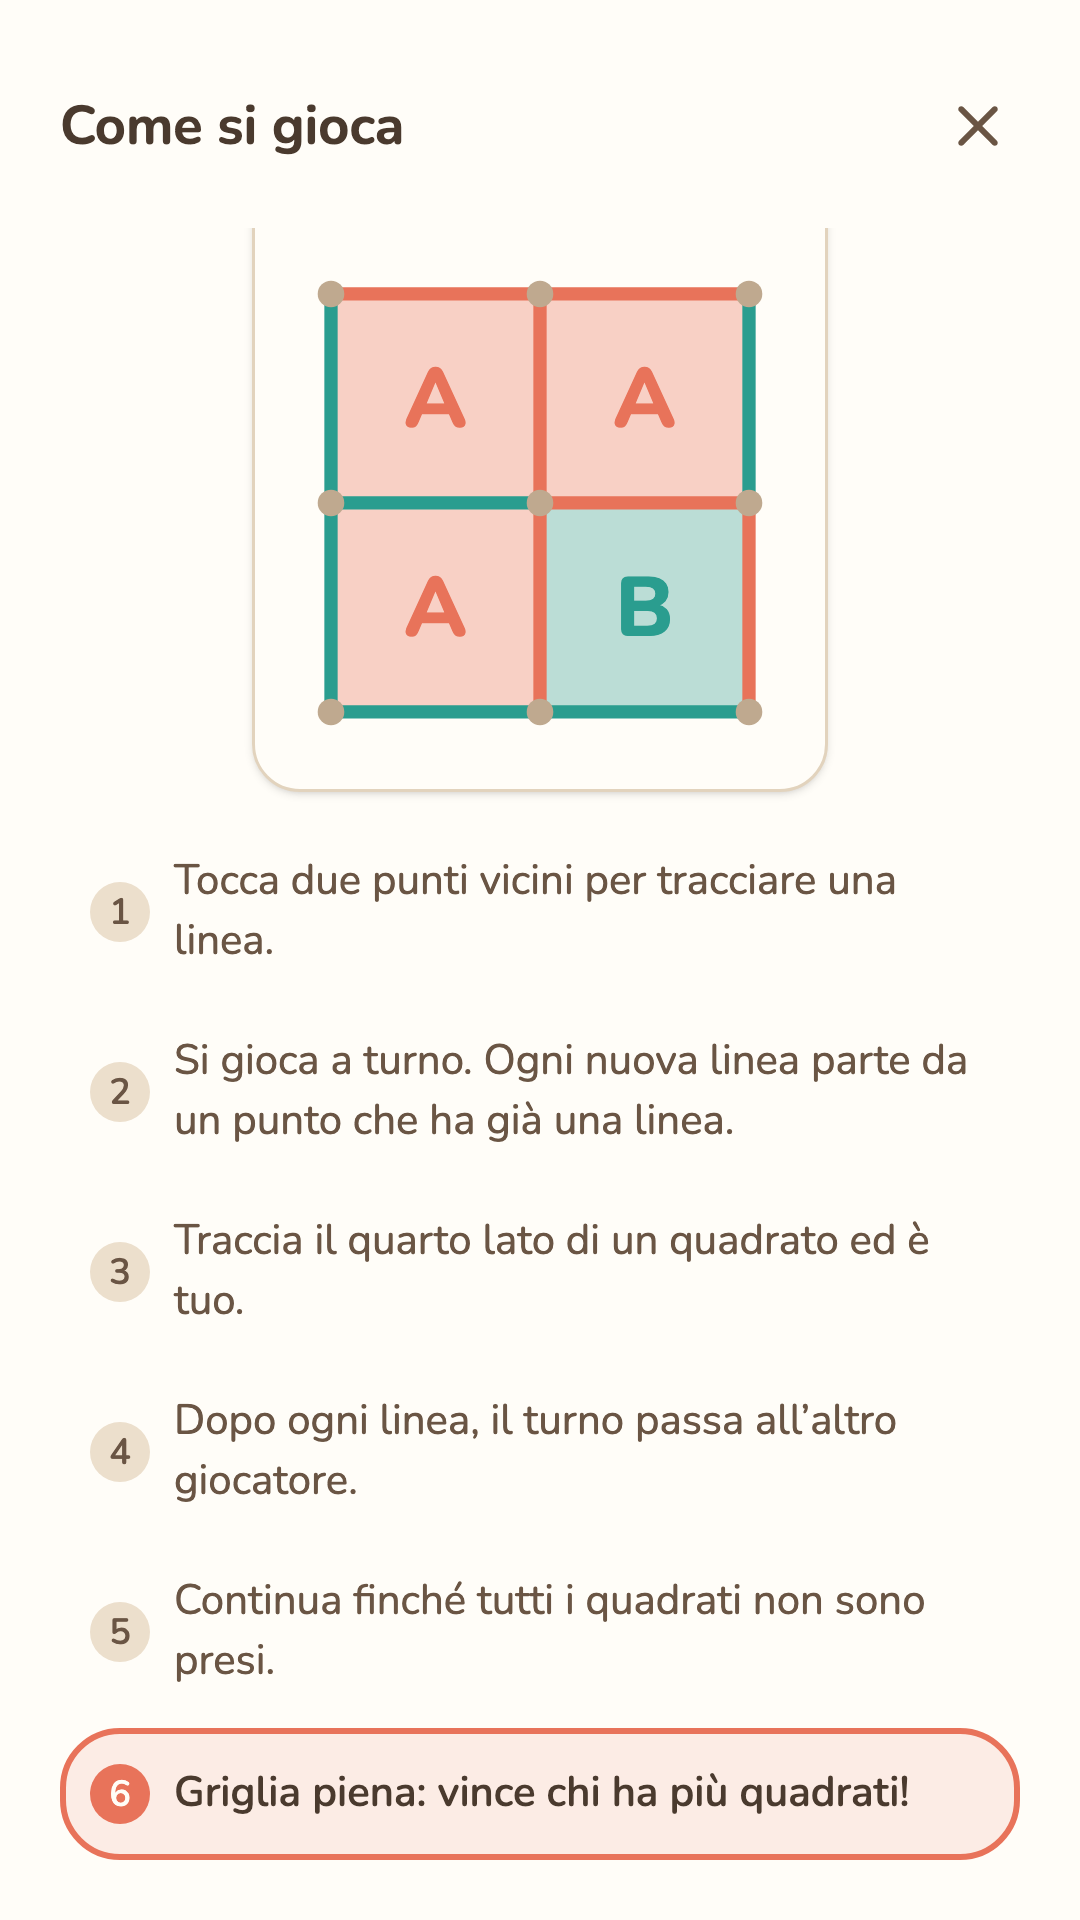 Come si gioca
A A
A B
1 Tocca due punti vicini per tracciare una
linea.
2 Si gioca a turno. Ogni nuova linea parte da
un punto che ha già una linea.
3 Traccia il quarto lato di un quadrato ed è
tuo.
4 Dopo ogni linea, il turno passa all’altro
giocatore.
5 Continua finché tutti i quadrati non sono
presi.
6 Griglia piena: vince chi ha più quadrati!